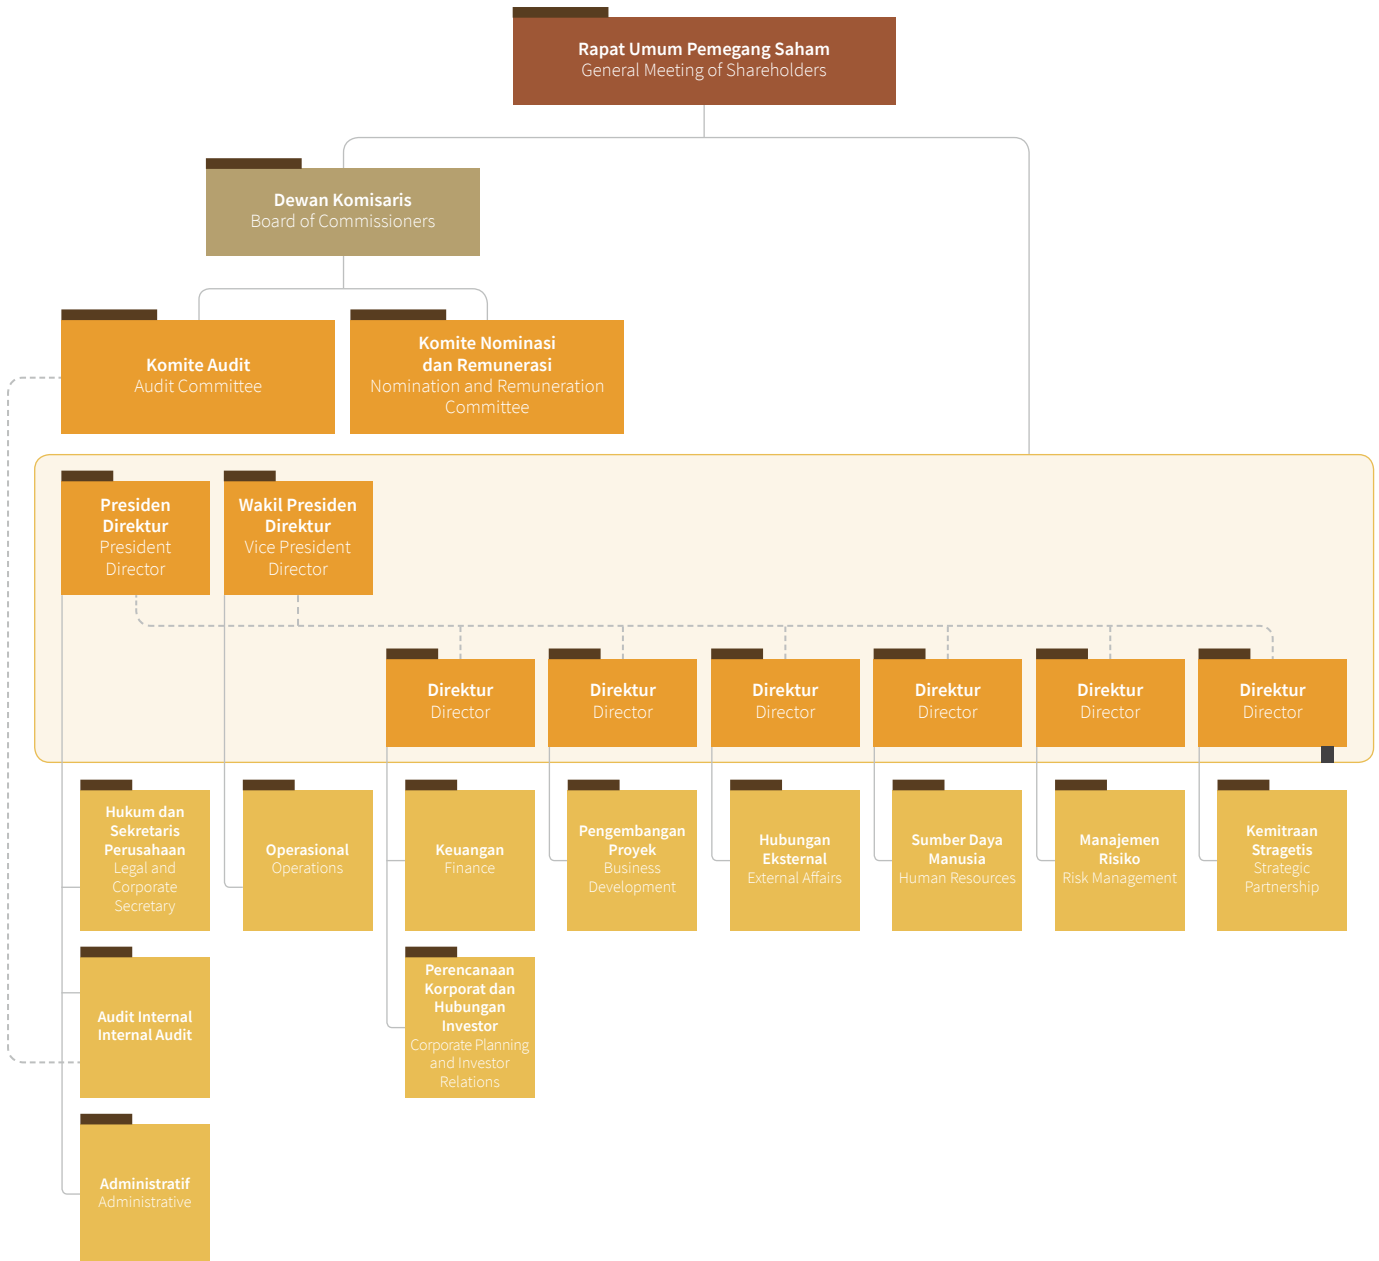 Rapat Umum Pemegang Saham
General Meeting of Shareholders
Dewan Komisaris
Board of Commissioners
Komite Audit
Audit Committee
Komite Nominasi
dan Remunerasi
Nomination and Remuneration
Committee
Presiden
Direktur
President
Director
Wakil Presiden
Direktur
Vice President
Director
Direktur
Director
Direktur
Director
Direktur
Director
Direktur
Director
Direktur
Director
Direktur
Director
Hukum dan
Sekretaris
Perusahaan
Legal and
Corporate
Secretary
Operasional
Operations
Keuangan
Finance
Pengembangan
Proyek
Business
Development
Hubungan
Eksternal
External Affairs
Sumber Daya
Manusia
Human Resources
Manajemen
Risiko
Risk Management
Kemitraan
Stragetis
Strategic
Partnership
Audit Internal
Internal Audit
Perencanaan
Korporat dan
Hubungan
Investor
Corporate Planning
and Investor
Relations
Administratif
Administrative